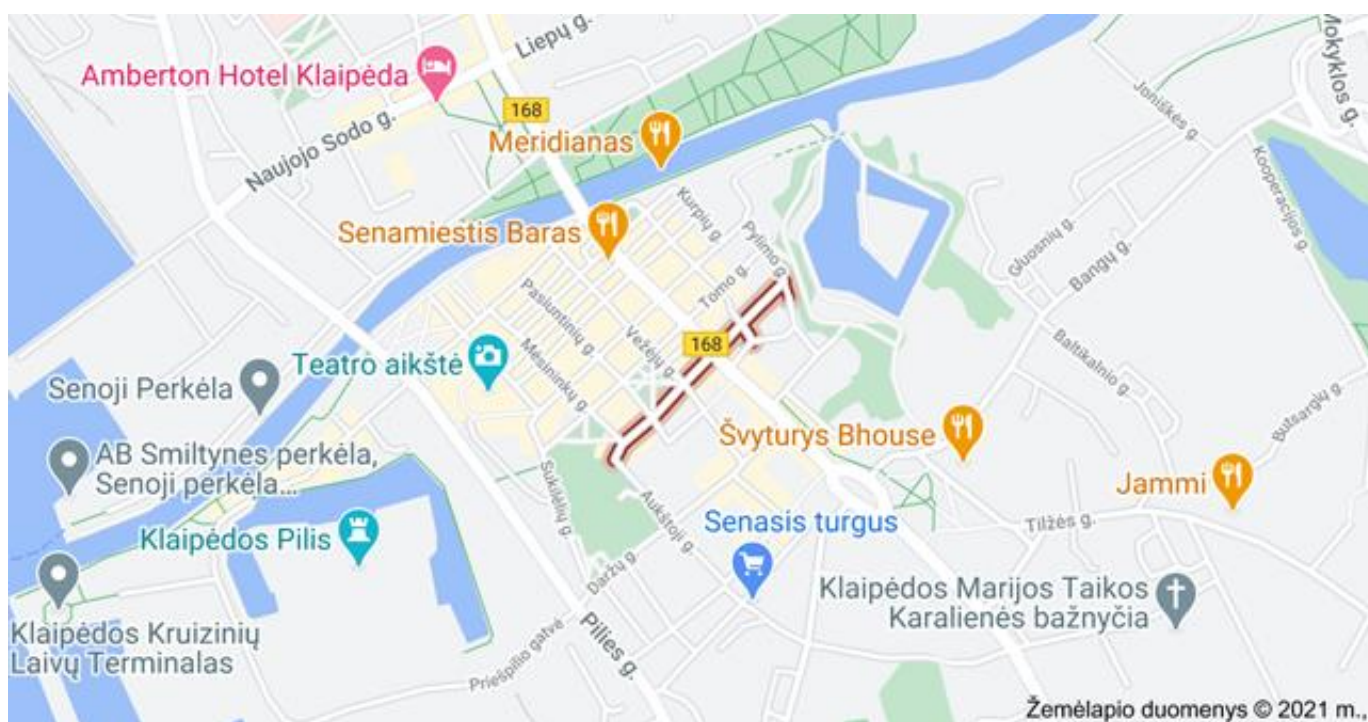 Liepų g.
Mokyklos g.
Amberton Hotel Klaipėda
Joniškės g.
168
Naujojo Sodo g.
Meridianas
Kooperacijos g.
Kurpių g.
Senamiestis Baras
Pylimo g.
Gluosnių g.
Bangų g.
Tomo g.
Pasiuntinių g.
Vežėjų g.
168
Teatro aikštė
Mėsininkų g.
Baltikalnio g.
Senoji Perkėla
Butsargių g.
Švyturys Bhouse
AB Smiltynės perkėla,
Senoji perkėla...
Sukilėlių g.
Aukštoji g.
Jammi
Senasis turgus
Tilžės g.
Klaipėdos Pilis
Daržų g.
Klaipėdos Marijos Taikos
Karalienės bažnyčia
Klaipėdos Kruizinių
Laivų Terminalas
Pilies g.
Priešpilio gatvė
Žemėlapio duomenys © 2021 m.,